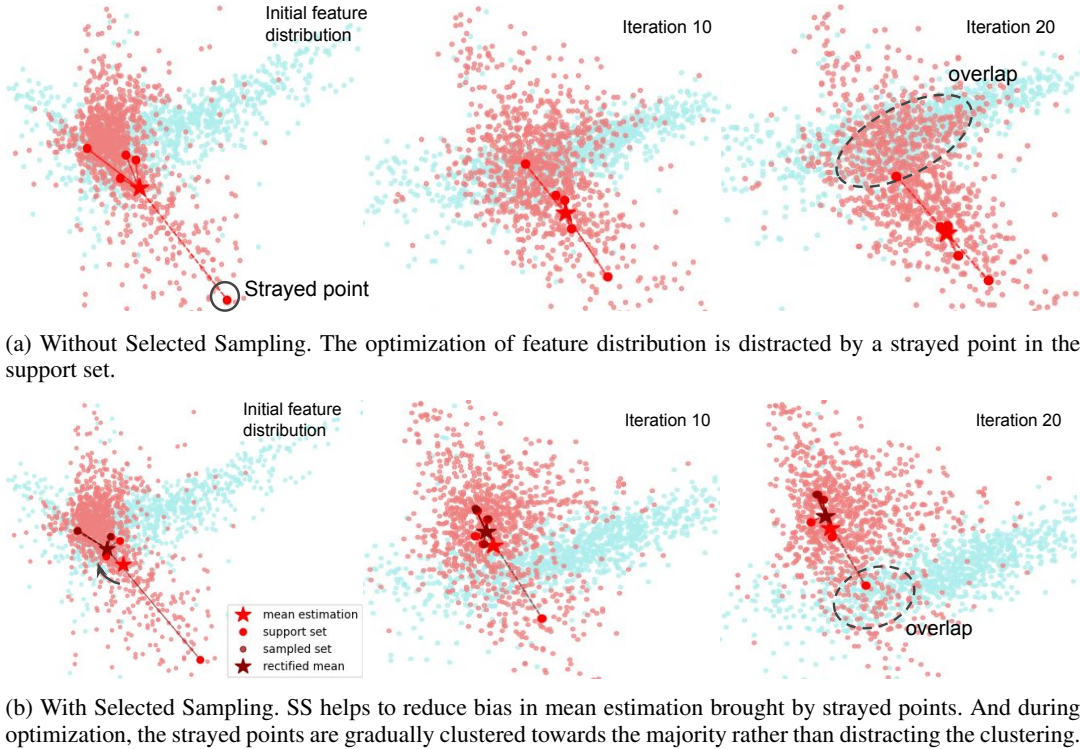 Initial feature
distribution
Iteration 10
Iteration 20
overlap
Strayed point
(a) Without Selected Sampling. The optimization of feature distribution is distracted by a strayed point in the
support set.
Initial feature
distribution
Iteration 10
Iteration 20
mean estimation
support set
sampled set
rectified mean
overlap
(b) With Selected Sampling. SS helps to reduce bias in mean estimation brought by strayed points. And during
optimization, the strayed points are gradually clustered towards the majority rather than distracting the clustering.